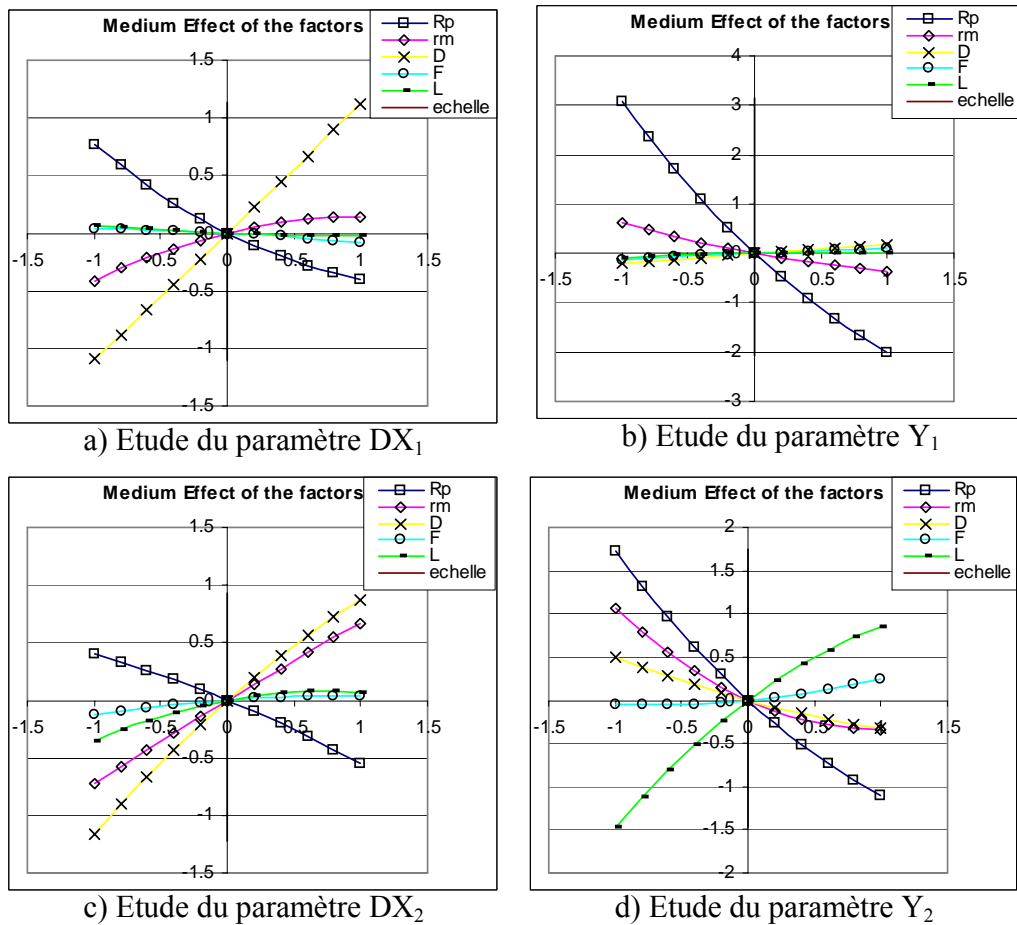 Medium Effect of the factors
Rp
rm
D
F
L
echelle
1.5
1
0.5
0
-0.5
-1
-1.5
-1.5 -1 -0.5 0 0.5 1 1.5
a) Etude du paramètre DX1
Medium Effect of the factors
Rp
rm
D
F
L
echelle
4
3
2
1
0
-1
-2
-3
-1.5 -1 -0.5 0 0.5 1 1.5
b) Etude du paramètre Y1
Medium Effect of the factors
Rp
rm
D
F
L
echelle
1.5
1
0.5
0
-0.5
-1
-1.5
-1.5 -1 -0.5 0 0.5 1 1.5
c) Etude du paramètre DX2
Medium Effect of the factors
Rp
rm
D
F
L
echelle
2
1.5
1
0.5
0
-0.5
-1
-1.5
-2
-1.5 -1 -0.5 0 0.5 1 1.5
d) Etude du paramètre Y2